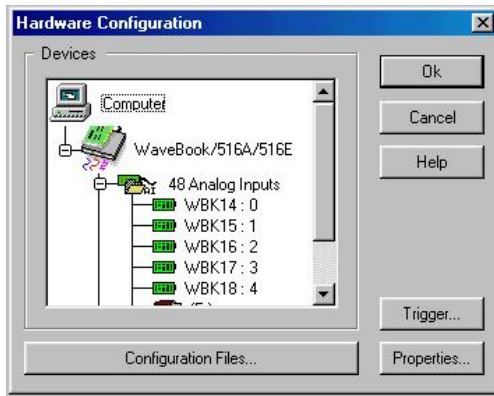 Hardware Configuration
Devices
Computer
WaveBook/516A/516E
48 Analog Inputs
WBK14 : 0
WBK15 : 1
WBK16 : 2
WBK17 : 3
WBK18 : 4
Ok
Cancel
Help
Trigger...
Configuration Files...
Properties...